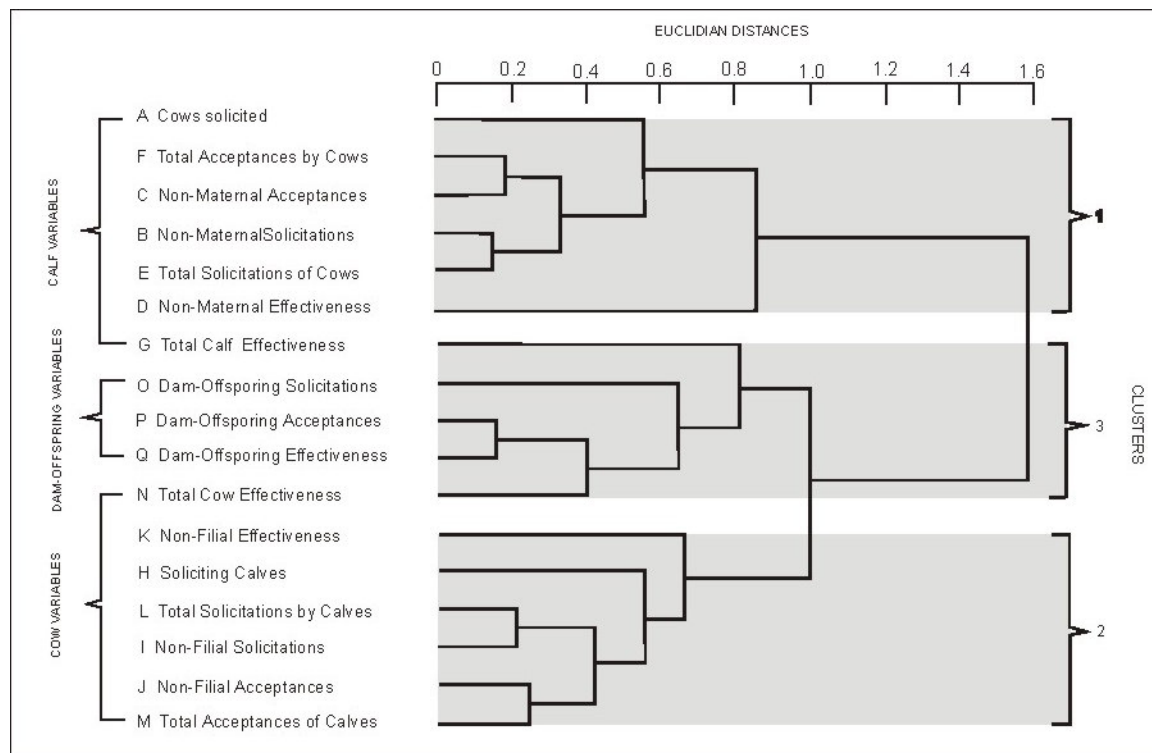 EUCLIDIAN DISTANCES
0 0.2 0.4 0.6 0.8 1.0 1.2 1.4 1.6
CALF VARIABLES
A Cows solicited
F Total Acceptances by Cows
C Non-Maternal Acceptances
B Non-MaternalSolicitations
E Total Solicitations of Cows
D Non-Maternal Effectiveness
G Total Calf Effectiveness
1
DAM-OFFSPRING VARIABLES
O Dam-Offsporing Solicitations
P Dam-Offsporing Acceptances
Q Dam-Offsporing Effectiveness
3
CLUSTERS
COW VARIABLES
N Total Cow Effectiveness
K Non-Filial Effectiveness
H Soliciting Calves
L Total Solicitations by Calves
I Non-Filial Solicitations
J Non-Filial Acceptances
M Total Acceptances of Calves
2